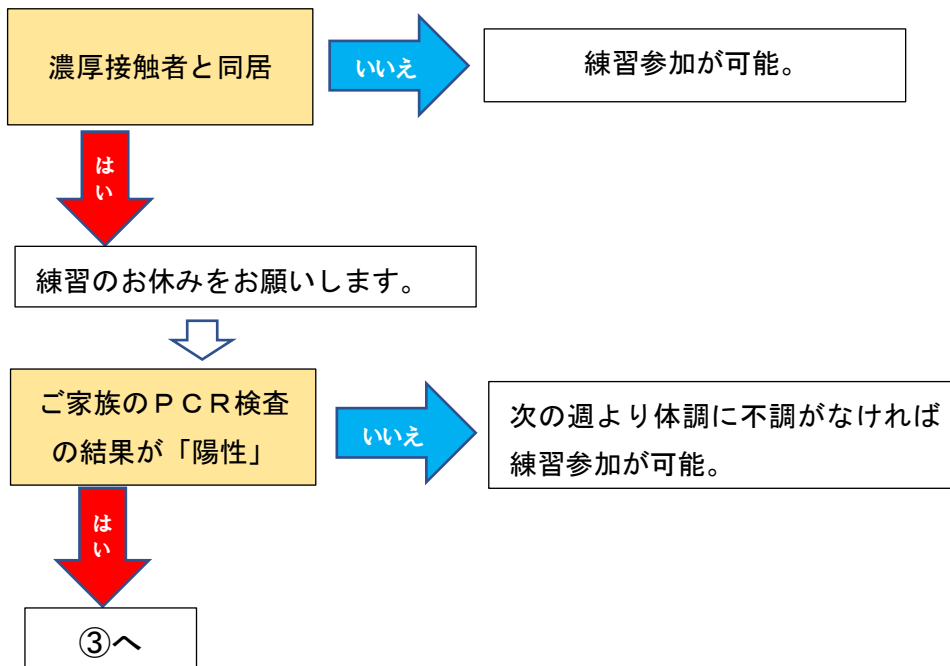 濃厚接触者と同居
いいえ
練習参加が可能。
はい
練習のお休みをお願いします。
ご家族のＰＣＲ検査
の結果が「陽性」
いいえ
次の週より体調に不調がなければ
練習参加が可能。
はい
③へ